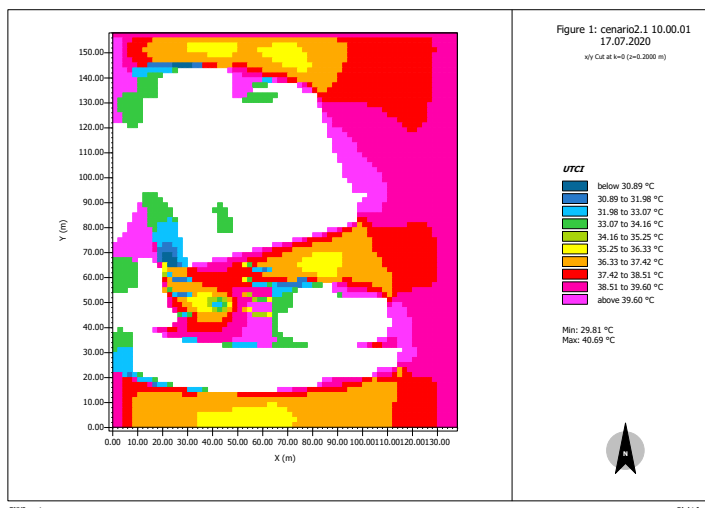 Figure 1: cenario2.1 10.00.01
17.07.2020
x/y Cut at k=0 (z=0.2000 m)
UTCI
below 30.89 °C
30.89 to 31.98 °C
31.98 to 33.07 °C
33.07 to 34.16 °C
34.16 to 35.25 °C
35.25 to 36.33 °C
36.33 to 37.42 °C
37.42 to 38.51 °C
38.51 to 39.60 °C
above 39.60 °C
Min: 29.81 °C
Max: 40.69 °C
N
150.00
140.00
130.00
120.00
110.00
100.00
90.00
80.00
70.00
60.00
50.00
40.00
30.00
20.00
10.00
0.00
Y (m)
0.00 10.00 20.00 30.00 40.00 50.00 60.00 70.00 80.00 90.00 100.00 110.00 120.00 130.00
X (m)